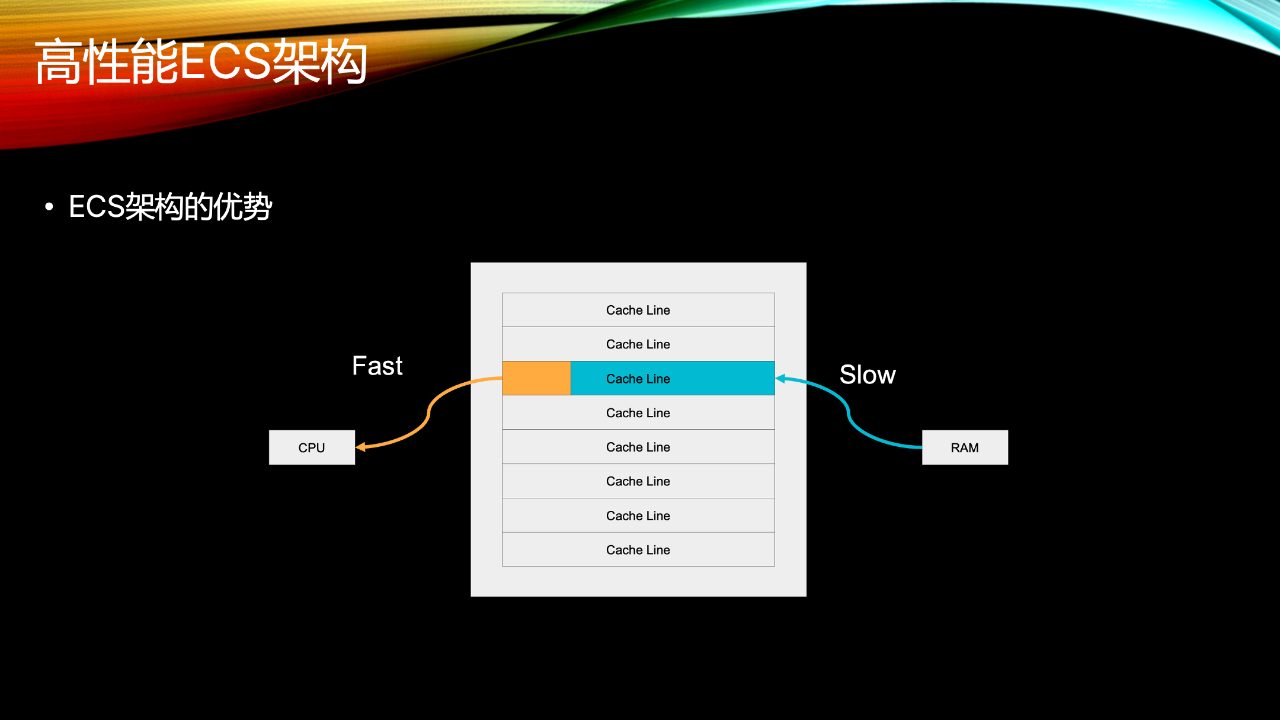 高性能ECS架构
• ECS架构的优势
Cache Line
Cache Line
Fast
Cache Line
Slow
Cache Line
CPU
Cache Line
RAM
Cache Line
Cache Line
Cache Line